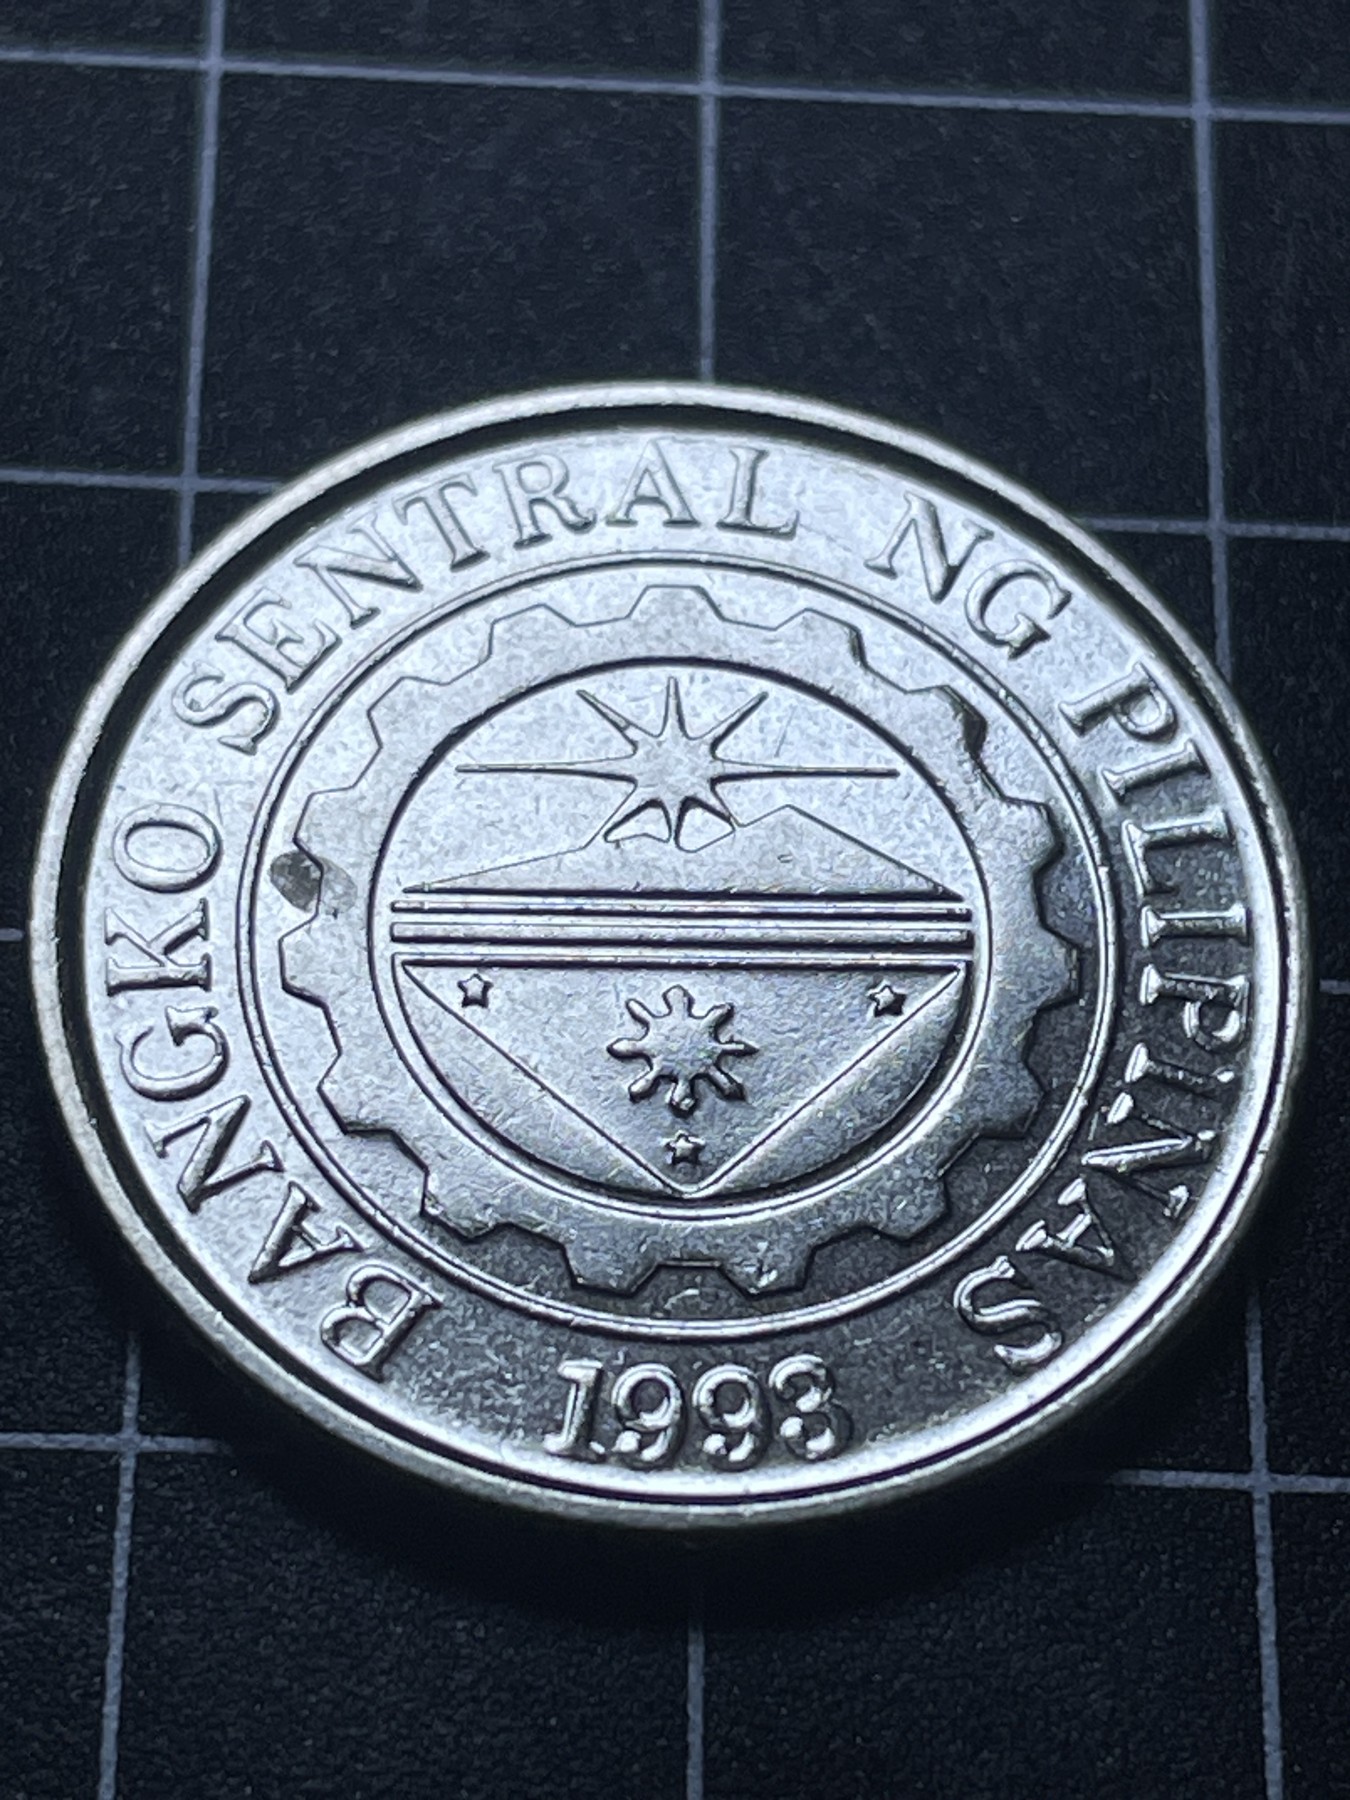 BANGKO SENTRAL NG PILIPINAS
1993